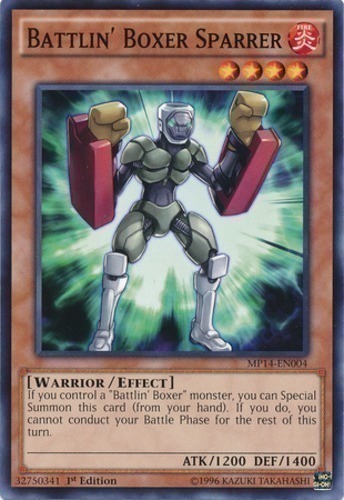 BATTLIN' BOXER SPARRER
FIRE
炎
MP14-EN004
[WARRIOR / EFFECT]
If you control a "Battlin' Boxer" monster, you can Special
Summon this card (from your hand). If you do, you
cannot conduct your Battle Phase for the rest of
this turn.
ATK/1200 DEF/1400
32750341 1st Edition ©1996 KAZUKI TAKAHASHI